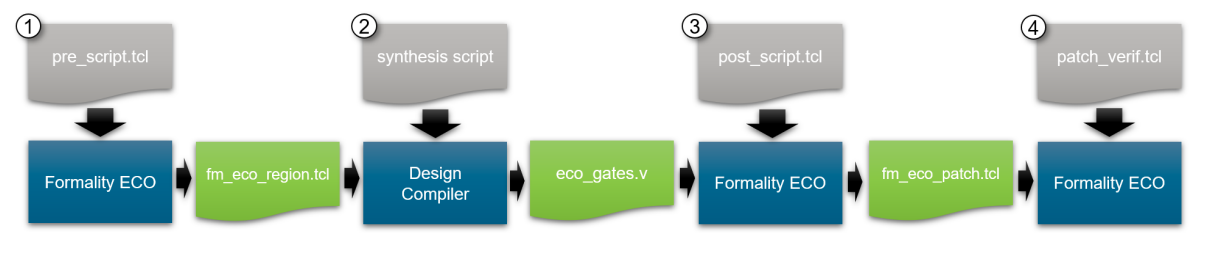 1
pre_script.tcl
2
synthesis script
3
post_script.tcl
4
patch_verif.tcl
Formality ECO
fm_eco_region.tcl
Design
Compiler
eco_gates.v
Formality ECO
fm_eco_patch.tcl
Formality ECO